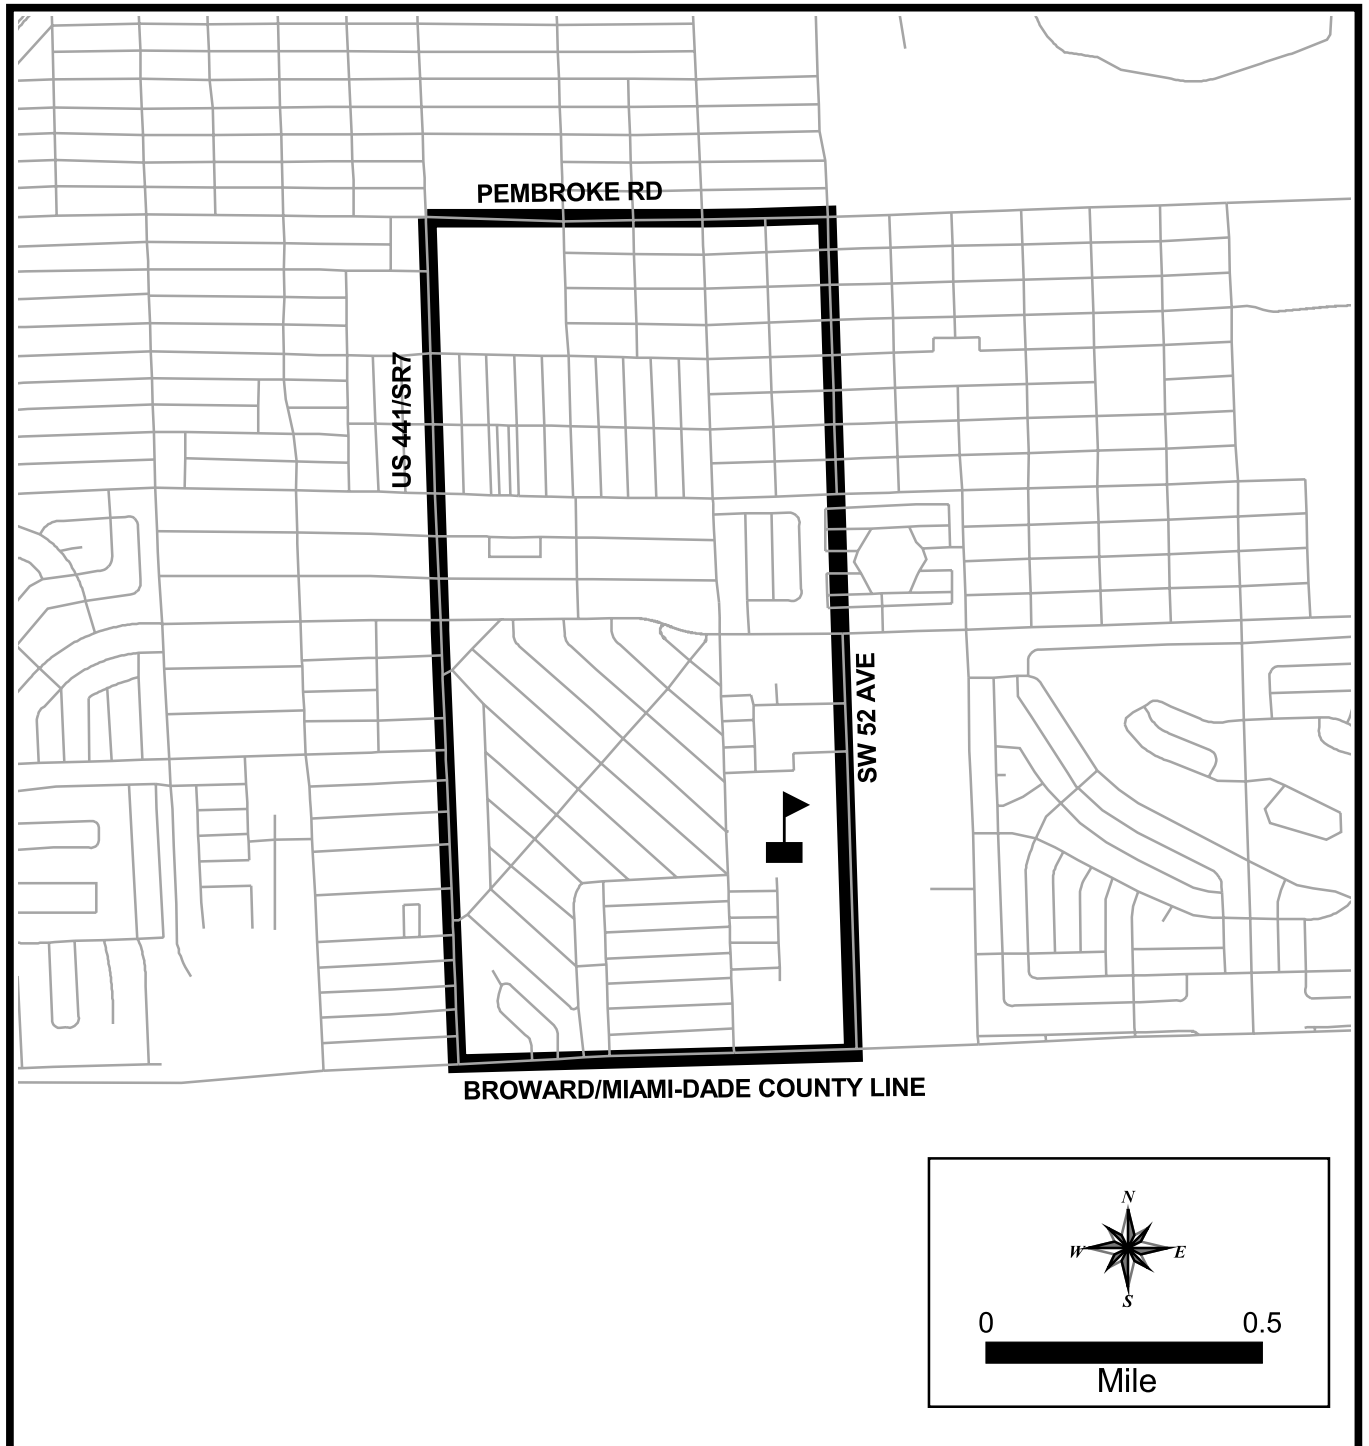 PEMBROKE RD
US 441/SR7
SW 52 AVE
BROWARD/MIAMI-DADE COUNTY LINE
N
W E
S
0 0.5
Mile